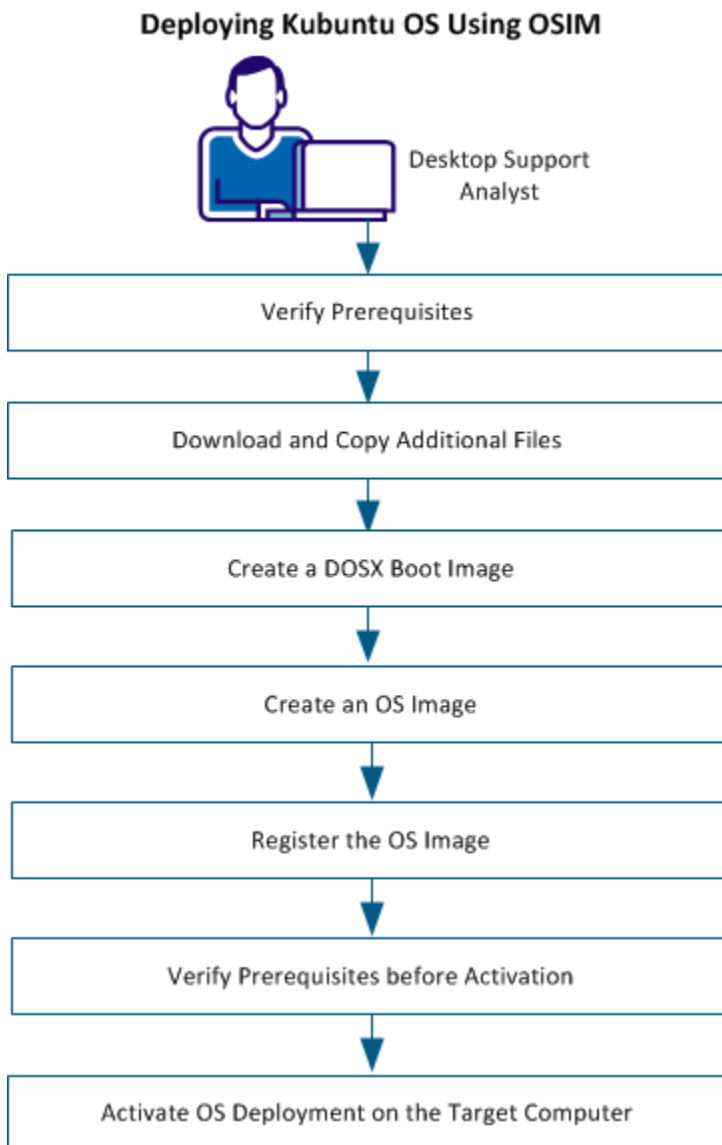 Deploying Kubuntu OS Using OSIM
Desktop Support
Analyst
Verify Prerequisites
Download and Copy Additional Files
Create a DOSX Boot Image
Create an OS Image
Register the OS Image
Verify Prerequisites before Activation
Activate OS Deployment on the Target Computer